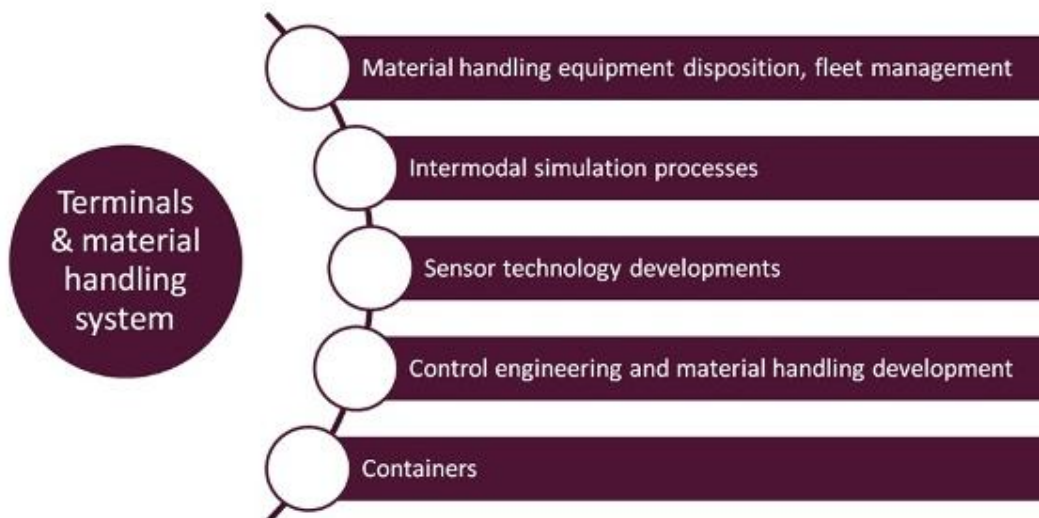 Terminals
& material
handling
system
Material handling equipment disposition, fleet management
Intermodal simulation processes
Sensor technology developments
Control engineering and material handling development
Containers